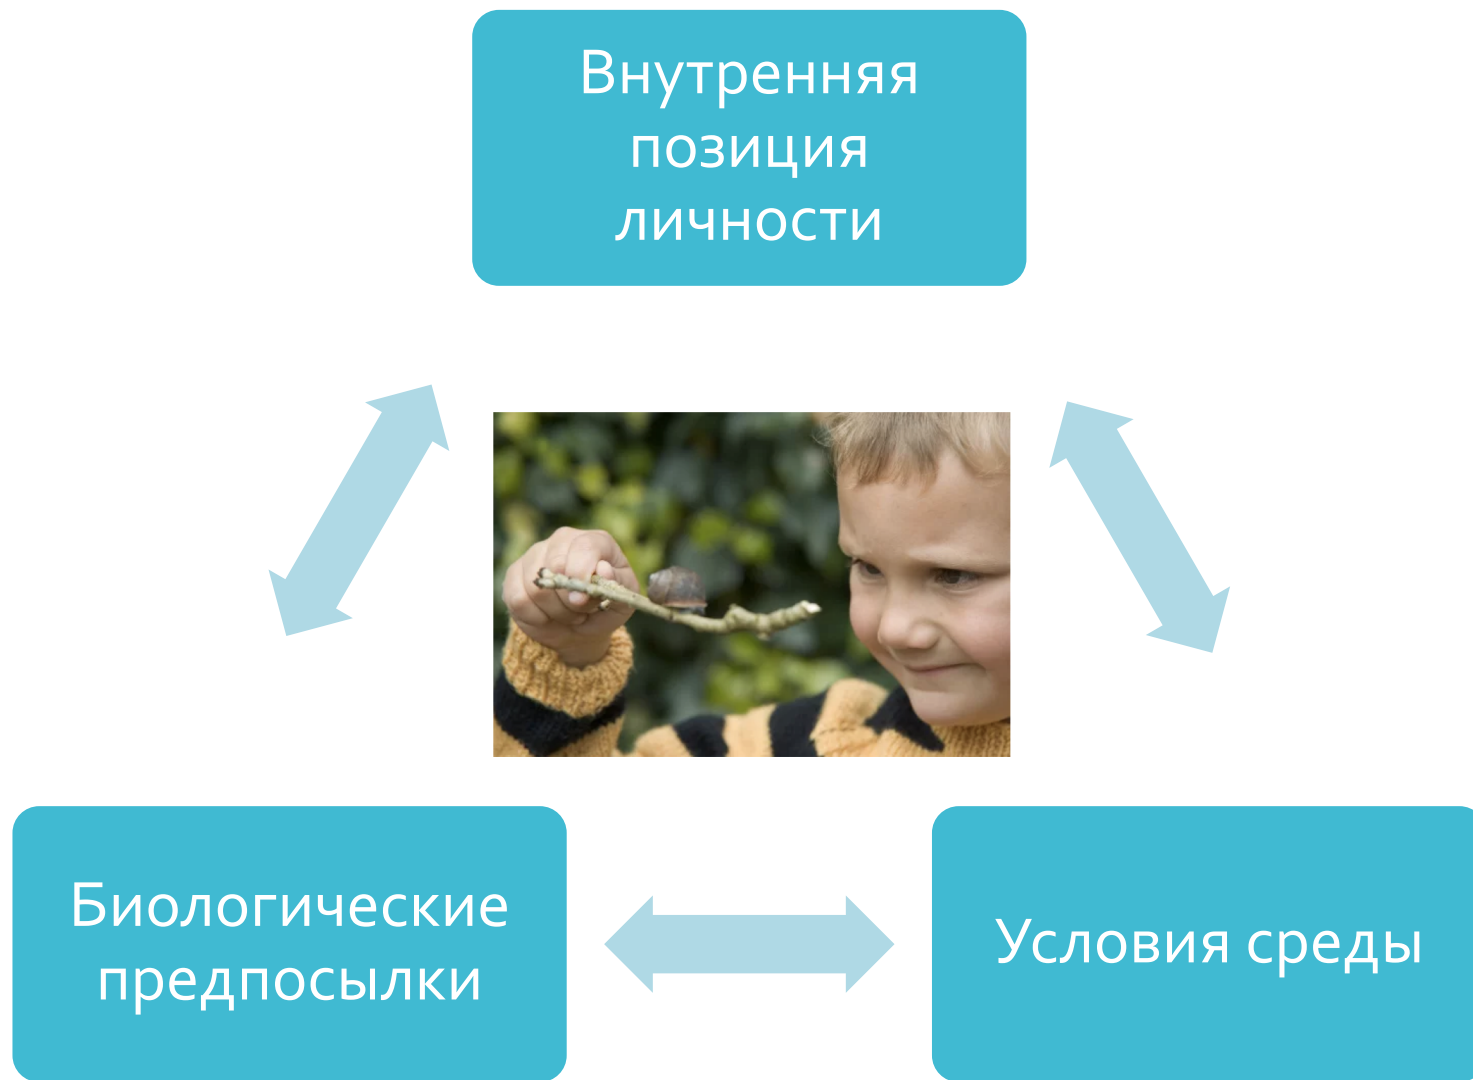 Внутренняя
позиция
личности
Биологические
предпосылки
Условия среды